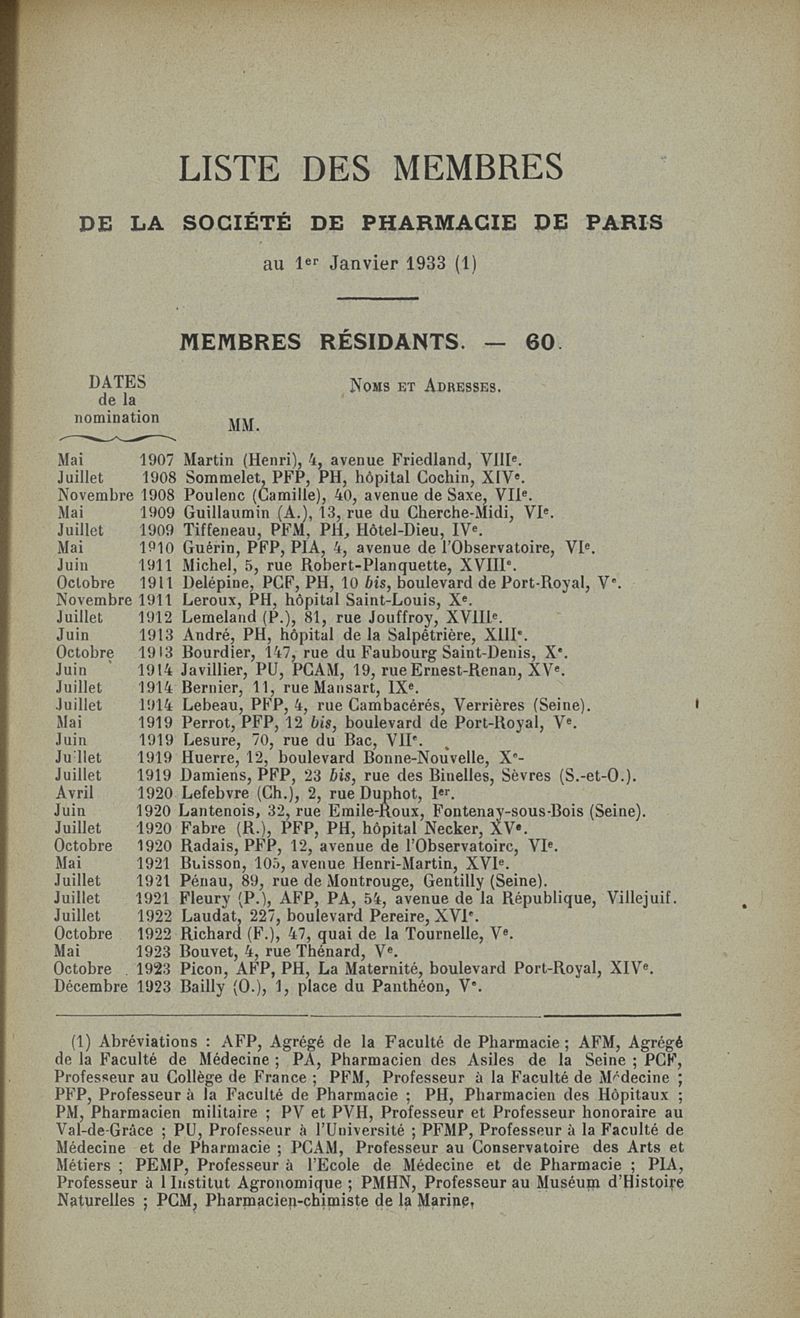 LISTE DES MEMBRES
DE LA SOCIÉTÉ DE PHARMACIE DE PARIS
au 1er Janvier 1933 (1)
MEMBRES RÉSIDANTS. — 60.
DATES
de la
nomination
Noms et Adresses.
MM.
Mai 1907 Martin (Henri), 4, avenue Friedland, VIIIe.
Juillet 1908 Sommelet, PFP, PH, hôpital Cochin, XIVe.
Novembre 1908 Poulenc (Camille), 40, avenue de Saxe, VIIe.
Mai 1909 Guillaumin (A.), 13, rue du Cherche-Midi, VIe.
Juillet 1909 Tiffeneau, PFM, PH, Hôtel-Dieu, IVe.
Mai 1910 Guérin, PFP, PIA, 4, avenue de l'Observatoire, VIe.
Juin 1911 Michel, 5, rue Robert-Planquette, XVIIIe.
Octobre 1911 Delépine, PCF, PH, 10 bis, boulevard de Port-Royal, Ve.
Novembre 1911 Leroux, PH, hôpital Saint-Louis, Xe.
Juillet 1912 Lemeland (P.), 81, rue Jouffroy, XVIIIe.
Juin 1913 André, PH, hôpital de la Salpêtrière, XIIIe.
Octobre 1913 Bourdier, 147, rue du Faubourg Saint-Denis, Xe.
Juin 1914 Javillier, PU, PCAM, 19, rue Ernest-Renan, XVe.
Juillet 1914 Bernier, 11, rue Mansart, IXe.
Juillet 1914 Lebeau, PFP, 4, rue Cambacérés, Verrières (Seine).
Mai 1919 Perrot, PFP, 12 bis, boulevard de Port-Royal, Ve.
Juin 1919 Lesure, 70, rue du Bac, VIIe.
Juillet 1919 Huerre, 12, boulevard Bonne-Nouvelle, Xe-
Juillet 1919 Damiens, PFP, 23 bis, rue des Binelles, Sèvres (S.-et-O.).
Avril 1920 Lefebvre (Ch.), 2, rue Duphot, Ier.
Juin 1920 Lantenois, 32, rue Emile-Roux, Fontenay-sous-Bois (Seine).
Juillet 1920 Fabre (R.), PFP, PH, hôpital Necker, XVe.
Octobre 1920 Radais, PFP, 12, avenue de l'Observatoire, VIe.
Mai 1921 Buisson, 105, avenue Henri-Martin, XVIe.
Juillet 1921 Pénau, 89, rue de Montrouge, Gentilly (Seine).
Juillet 1921 Fleury (P.), AFP, PA, 54, avenue de la République, Villejuif.
Juillet 1922 Laudat, 227, boulevard Pereire, XVIe.
Octobre 1922 Richard (F.), 47, quai de la Tournelle, Ve.
Mai 1923 Bouvet, 4, rue Thénard, Ve.
Octobre 1923 Picon, AFP, PH, La Maternité, boulevard Port-Royal, XIVe.
Décembre 1923 Bailly (O.), 1, place du Panthéon, Ve.
(1) Abréviations : AFP, Agrégé de la Faculté de Pharmacie ; AFM, Agrégé
de la Faculté de Médecine ; PA, Pharmacien des Asiles de la Seine ; PCF,
Professeur au Collège de France ; PFM, Professeur à la Faculté de Médecine ;
PFP, Professeur à la Faculté de Pharmacie ; PH, Pharmacien des Hôpitaux ;
PM, Pharmacien militaire ; PV et PVH, Professeur et Professeur honoraire au
Val-de-Grâce ; PU, Professeur à l'Université ; PFMP, Professeur à la Faculté de
Médecine et de Pharmacie ; PCAM, Professeur au Conservatoire des Arts et
Métiers ; PEMP, Professeur à l'Ecole de Médecine et de Pharmacie ; PIA,
Professeur à l Institut Agronomique ; PMHN, Professeur au Muséum d'Histoire
Naturelles ; PCM, Pharmacien-chimiste de la Marine,